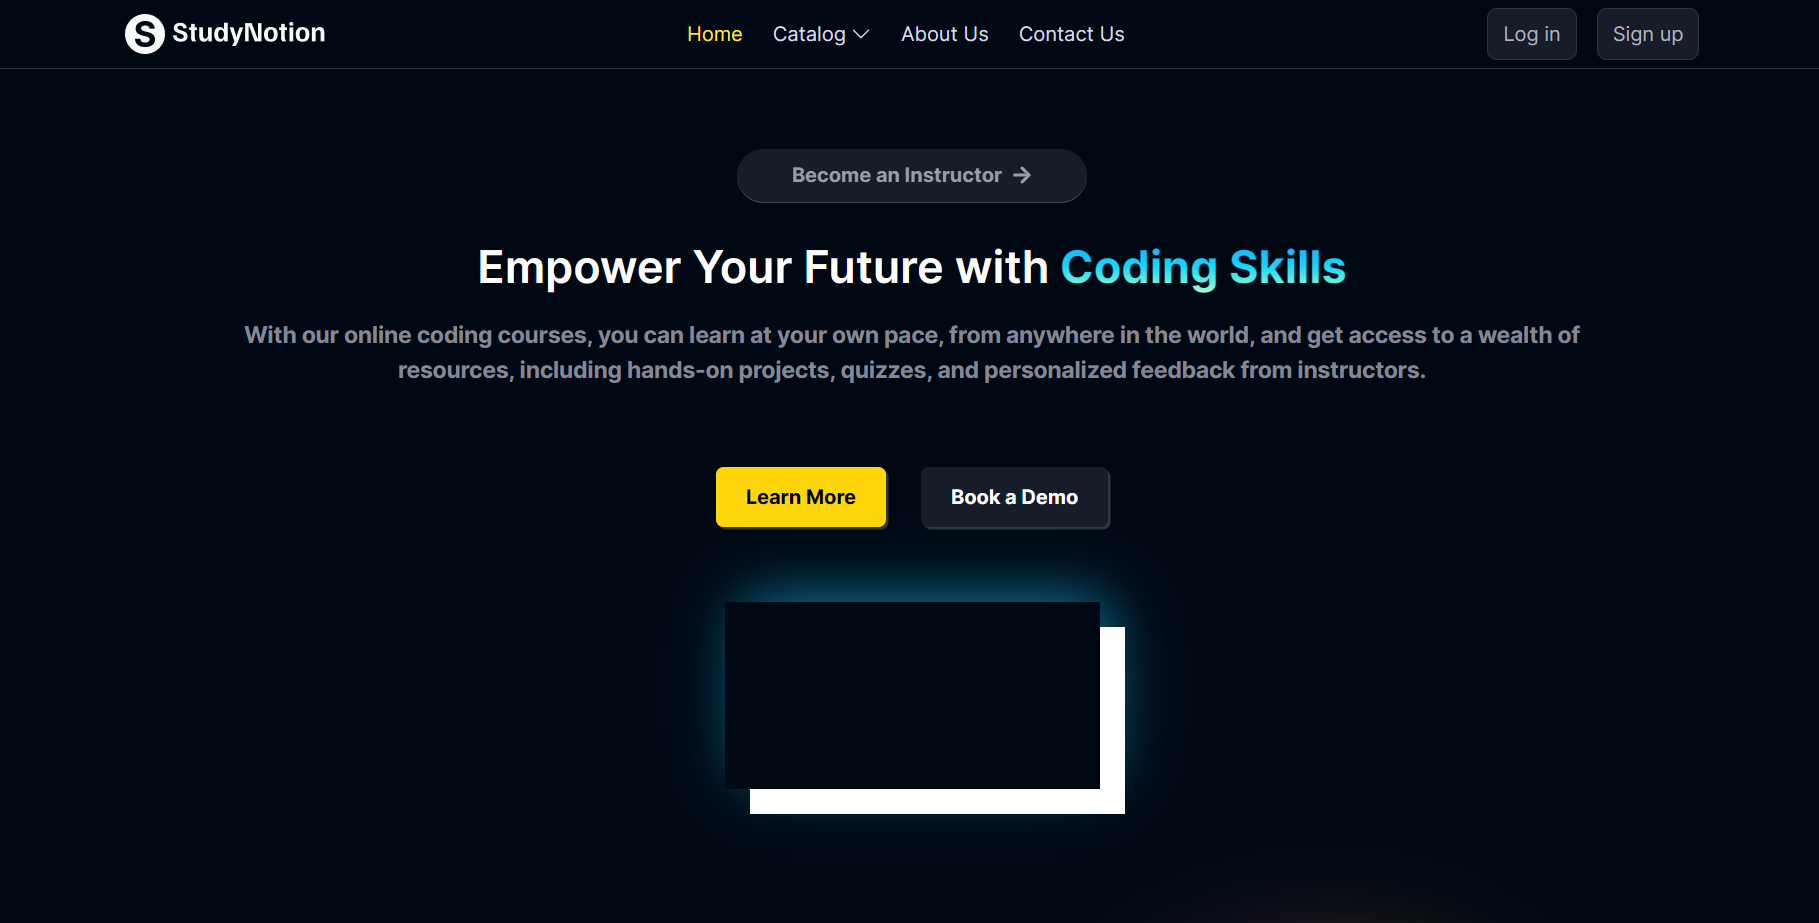 StudyNotion
Home Catalog About Us Contact Us
Log in Sign up
Become an Instructor
Empower Your Future with Coding Skills
With our online coding courses, you can learn at your own pace, from anywhere in the world, and get access to a wealth of
resources, including hands-on projects, quizzes, and personalized feedback from instructors.
Learn More Book a Demo